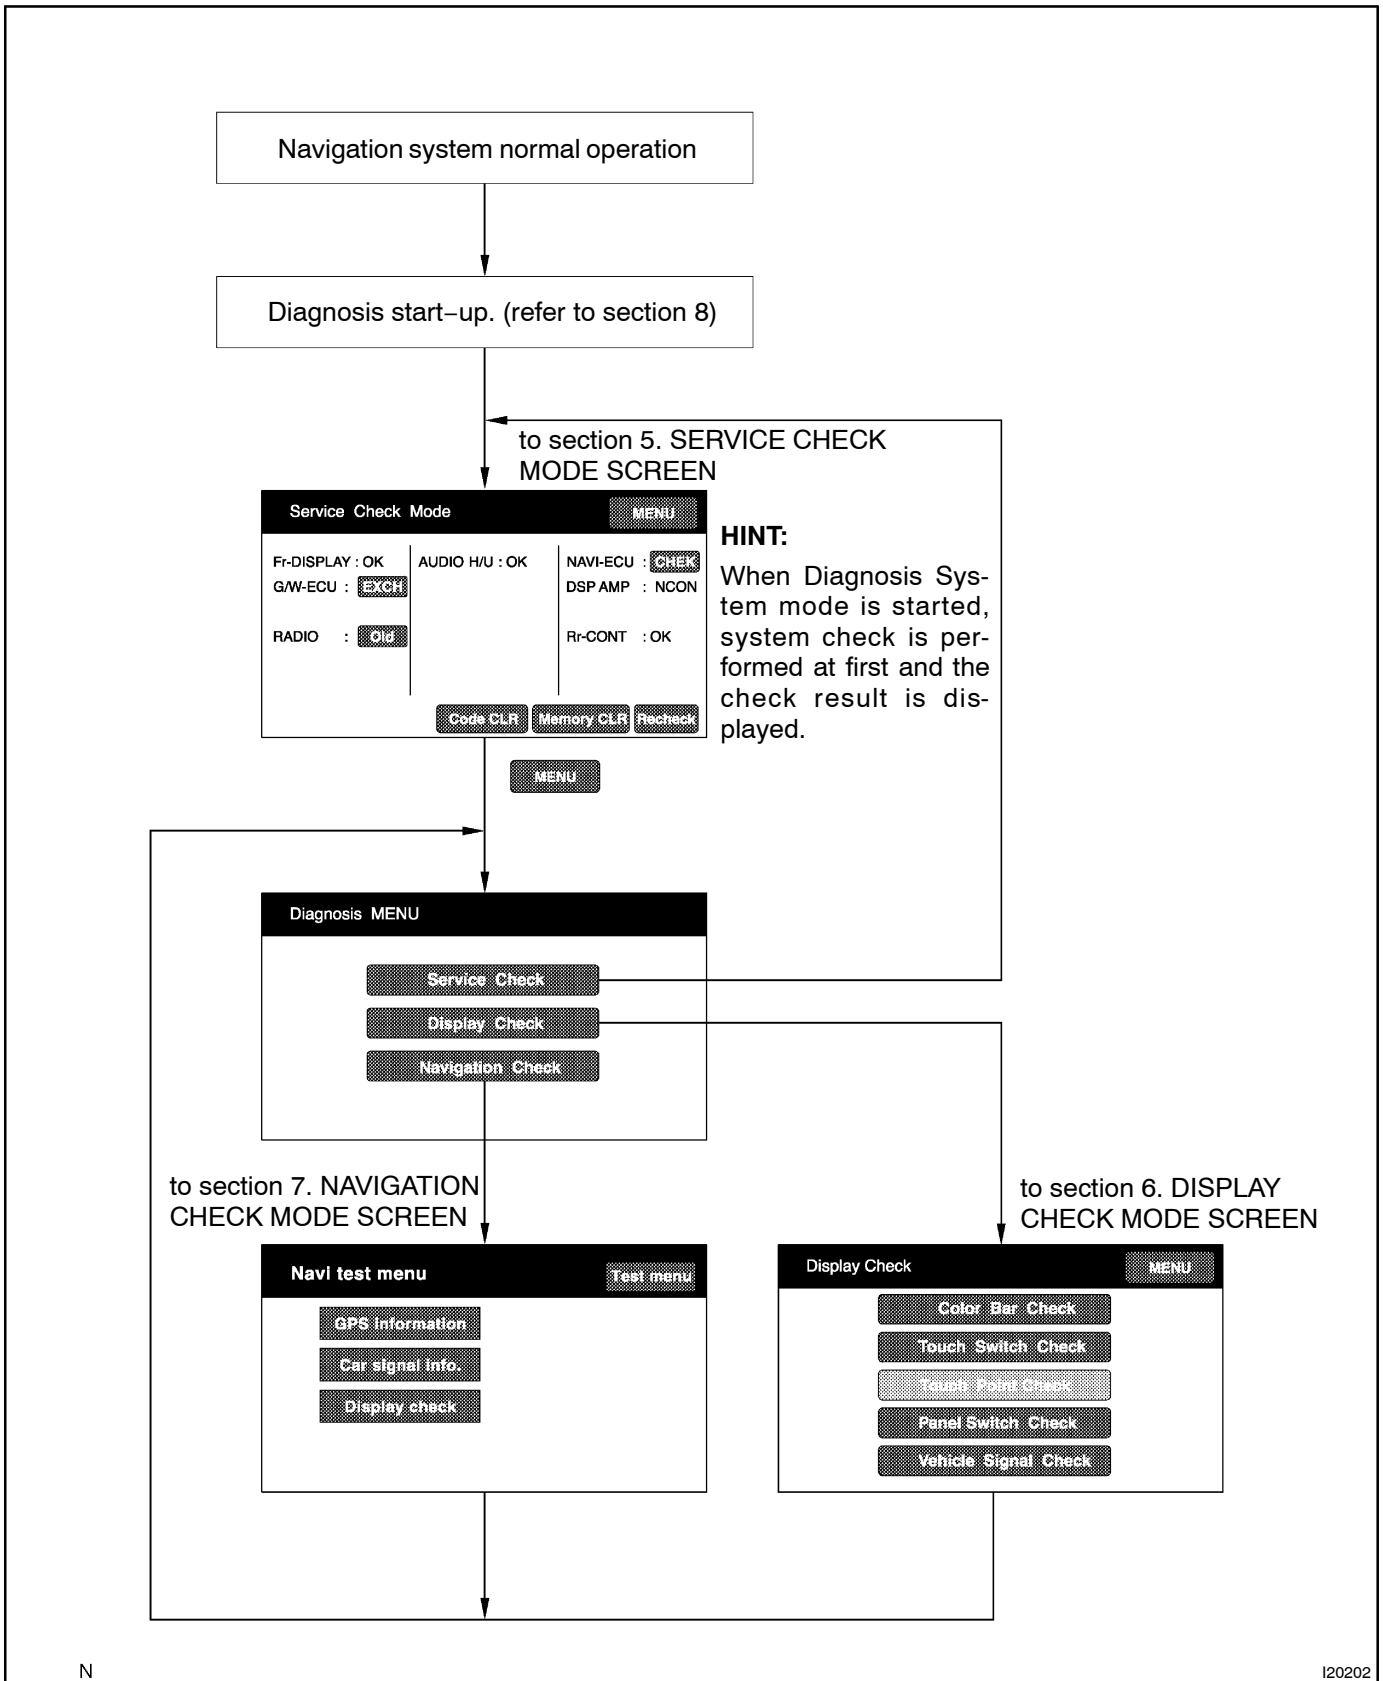 Navigation system normal operation
Diagnosis start−up. (refer to section 8)
to section 5. SERVICE CHECK
MODE SCREEN
Service Check Mode
MENU
Fr-DISPLAY : OK
G/W-ECU : EXCH
RADIO : Old
AUDIO H/U : OK
NAVI-ECU : CHEK
DSP AMP : NCON
Rr-CONT : OK
Code CLR
Memory CLR
Recheck
HINT:
When Diagnosis Sys-
tem mode is started,
system check is per-
formed at first and the
check result is dis-
played.
MENU
Diagnosis MENU
Service Check
Display Check
Navigation Check
to section 7. NAVIGATION
CHECK MODE SCREEN
to section 6. DISPLAY
CHECK MODE SCREEN
Navi test menu
Test menu
GPS Information
Car signal info.
Display check
Display Check
MENU
Color Bar Check
Touch Switch Check
Touch Point Check
Panel Switch Check
Vehicle Signal Check
N
I20202